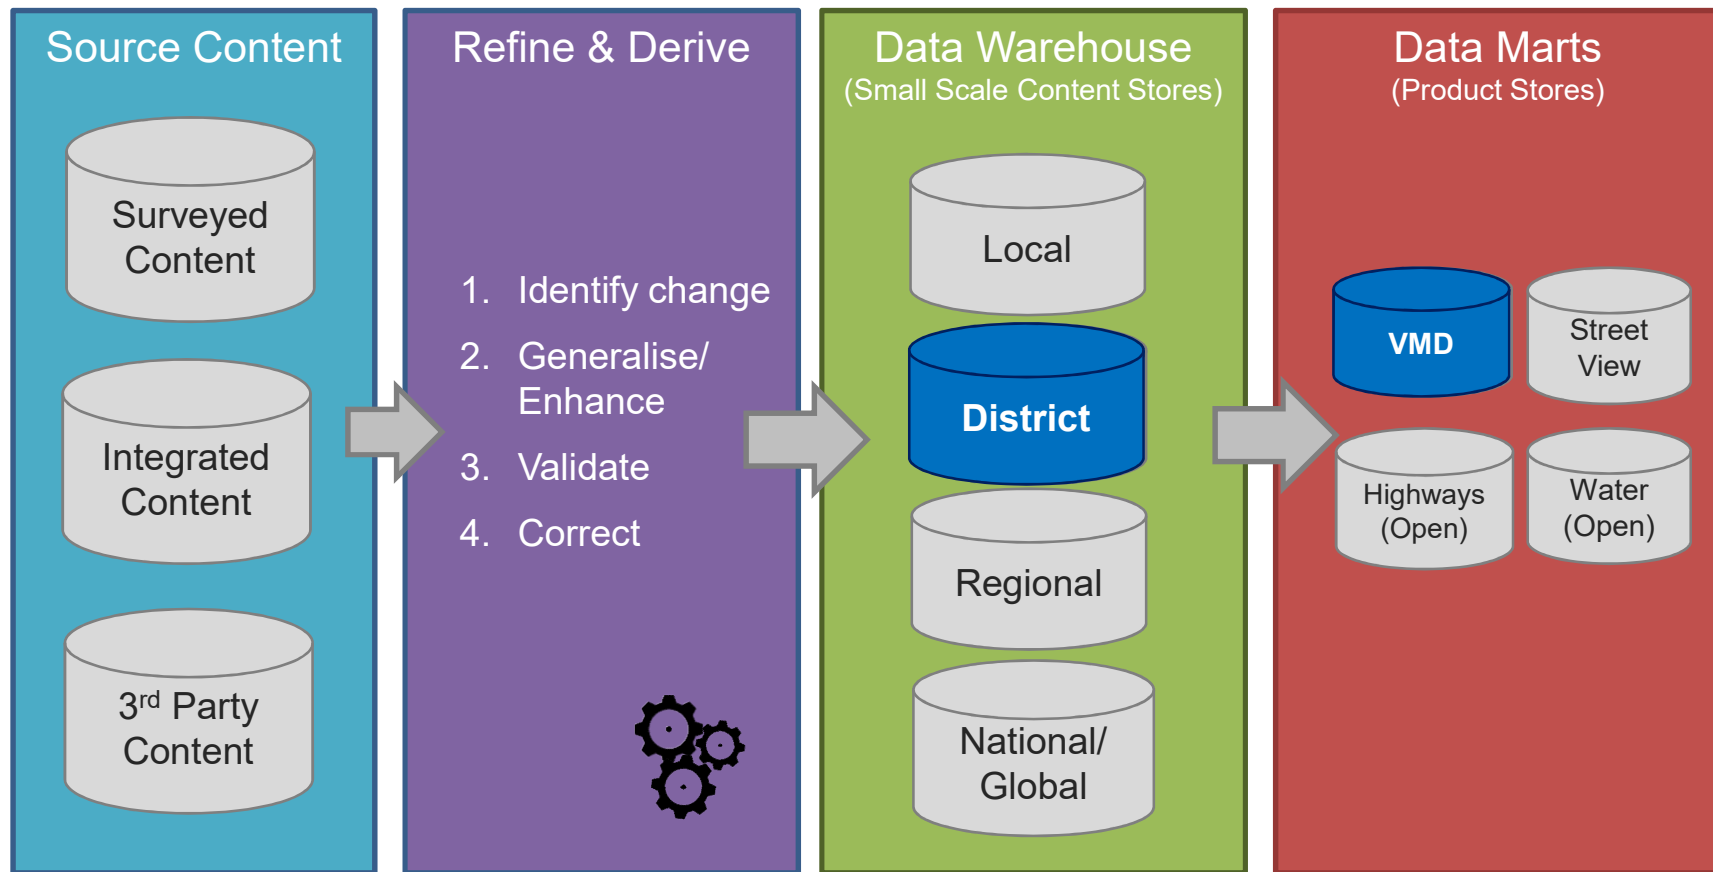 Source Content
Surveyed
Content
Integrated
Content
3rd Party
Content
Refine & Derive
1. Identify change
2. Generalise/
Enhance
3. Validate
4. Correct
Data Warehouse
(Small Scale Content Stores)
Local
District
Regional
National/
Global
Data Marts
(Product Stores)
VMD
Street
View
Highways
(Open)
Water
(Open)